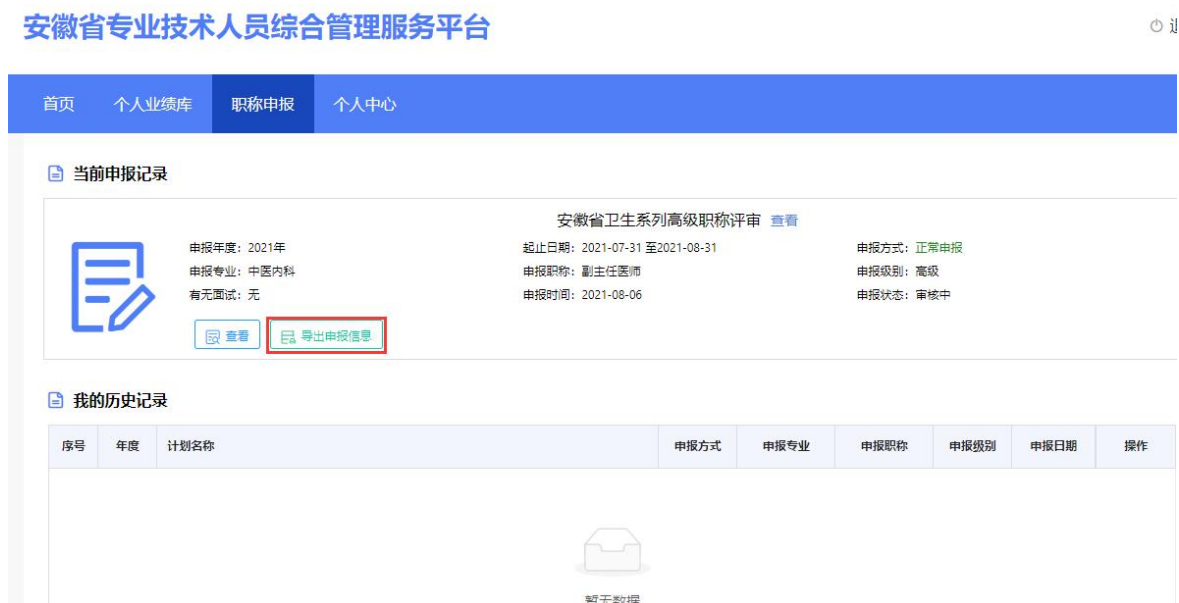 安徽省专业技术人员综合管理服务平台
首页 个人业绩库 职称申报 个人中心
当前申报记录
安徽省卫生系列高级职称评审 查看
申报年度：2021年 起止日期：2021-07-31 至2021-08-31 申报方式：正常申报
申报专业：中医内科 申报职称：副主任医师 申报级别：高级
有无面试：无 申报时间：2021-08-06 申报状态：审核中
查看 导出申报信息
我的历史记录
序号 年度 计划名称 申报方式 申报专业 申报职称 申报级别 申报日期 操作
暂无数据